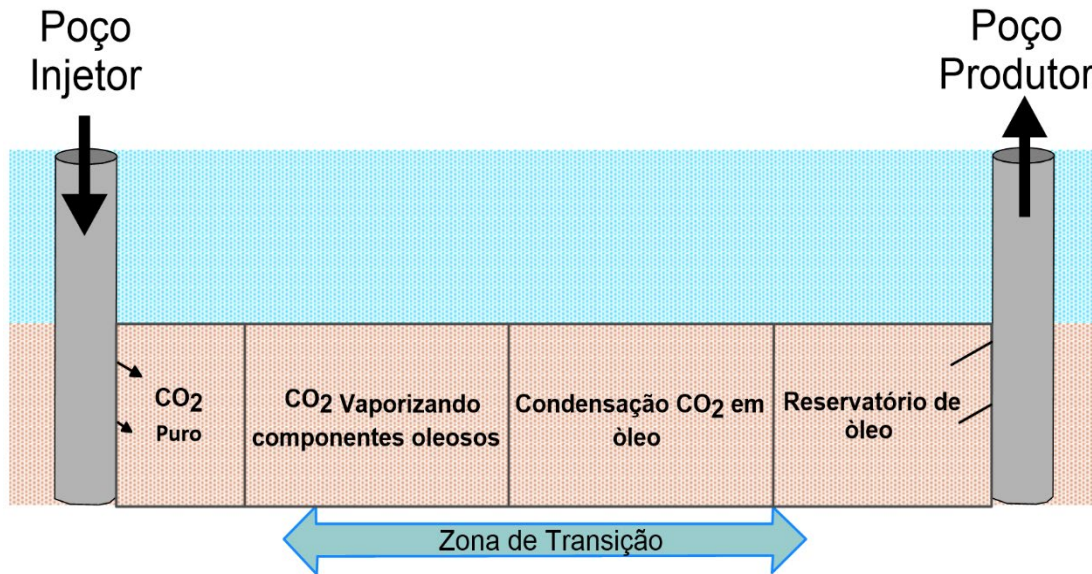 Poço
Injetor
Poço
Produtor
CO2
Puro
CO2 Vaporizando
componentes oleosos
Condensação CO2 em
òleo
Reservatório de
òleo
Zona de Transição